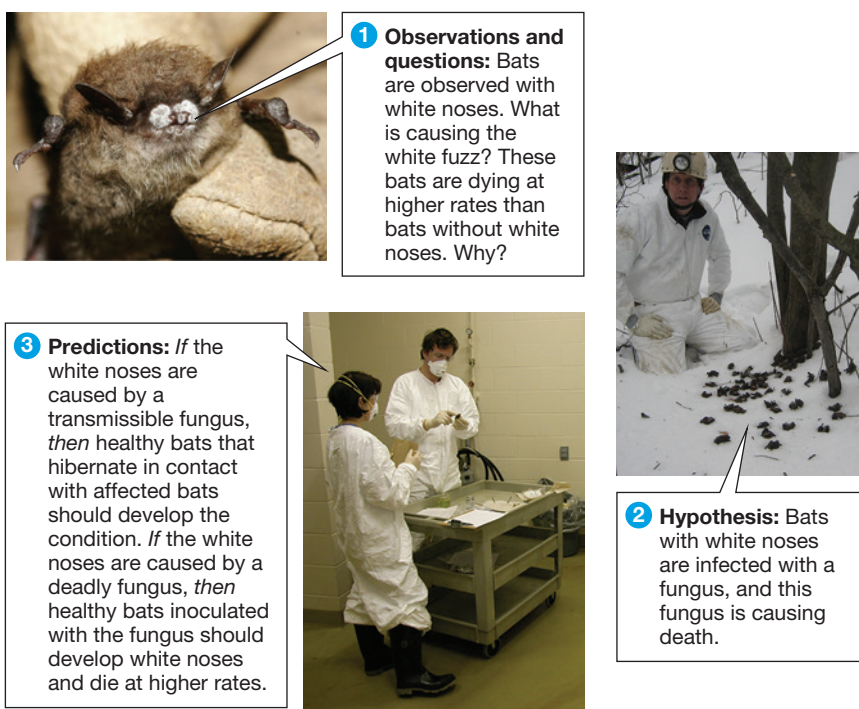 1 Observations and
questions: Bats
are observed with
white noses. What
is causing the
white fuzz? These
bats are dying at
higher rates than
bats without white
noses. Why?
2 Hypothesis: Bats
with white noses
are infected with a
fungus, and this
fungus is causing
death.
3 Predictions: If the
white noses are
caused by a
transmissible fungus,
then healthy bats that
hibernate in contact
with affected bats
should develop the
condition. If the white
noses are caused by a
deadly fungus, then
healthy bats inoculated
with the fungus should
develop white noses
and die at higher rates.